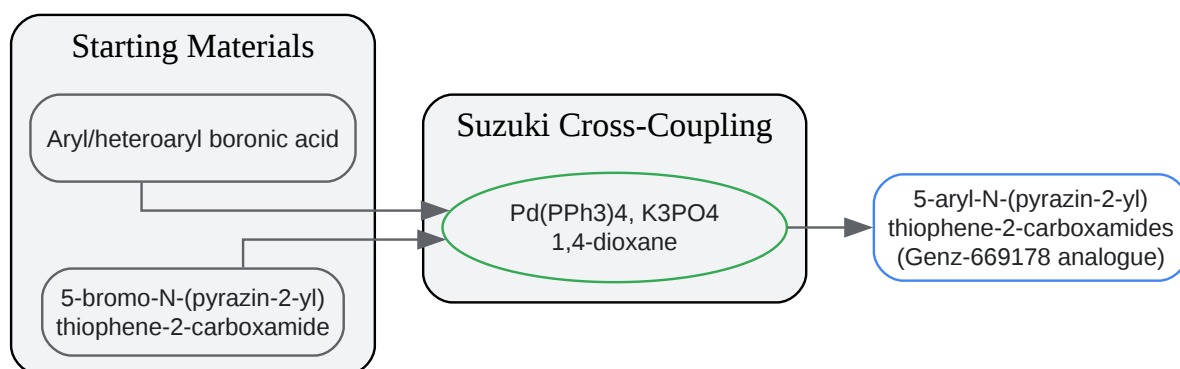 Starting Materials
Aryl/heteroaryl boronic acid
5-bromo-N-(pyrazin-2-yl)
thiophene-2-carboxamide
Suzuki Cross-Coupling
Pd(PPh3)4, K3PO4
1,4-dioxane
5-aryl-N-(pyrazin-2-yl)
thiophene-2-carboxamides
(Genz-669178 analogue)